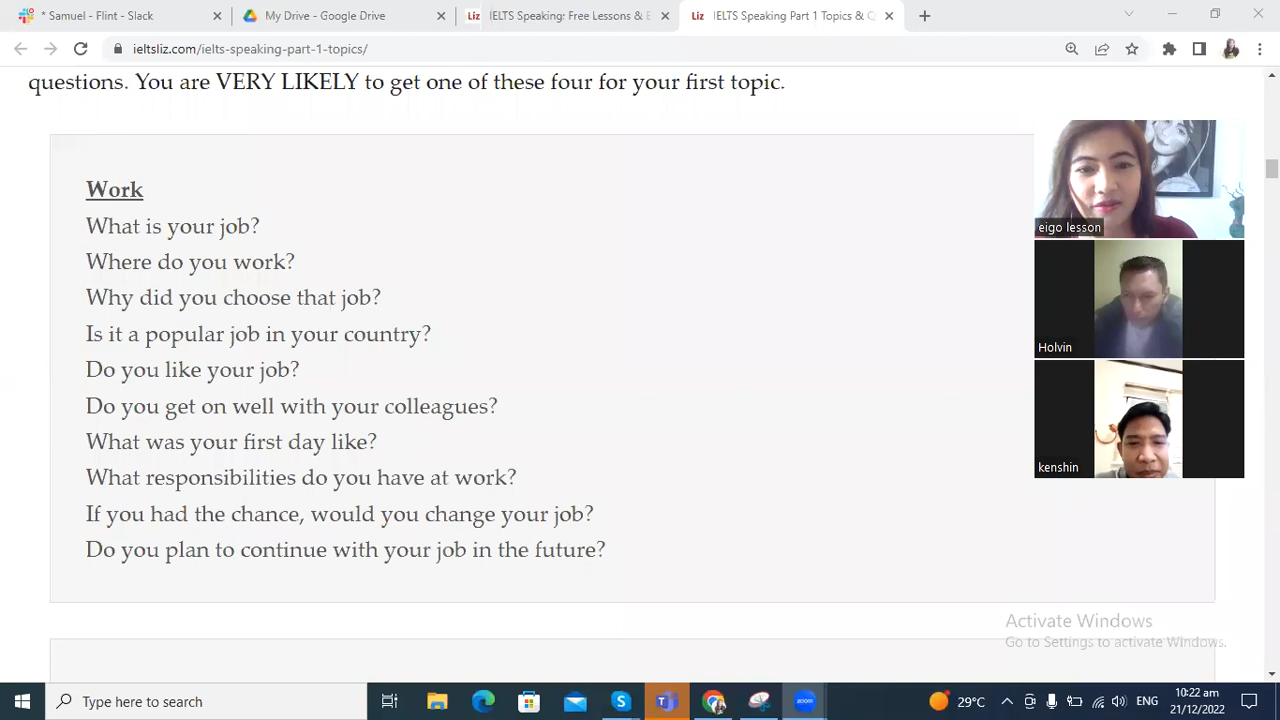 * Samuel - Flint - Slack
My Drive - Google Drive
Liz IELTS Speaking: Free Lessons & E
Liz IELTS Speaking Part 1 Topics & Q
ieltsliz.com/ielts-speaking-part-1-topics/
questions. You are VERY LIKELY to get one of these four for your first topic.
Work
What is your job?
Where do you work?
Why did you choose that job?
Is it a popular job in your country?
Do you like your job?
Do you get on well with your colleagues?
What was your first day like?
What responsibilities do you have at work?
If you had the chance, would you change your job?
Do you plan to continue with your job in the future?
eigo lesson
Holvin
kenshin
Activate Windows
Go to Settings to activate Windows.
Type here to search
zoom
29°C
ENG
10:22 am
21/12/2022